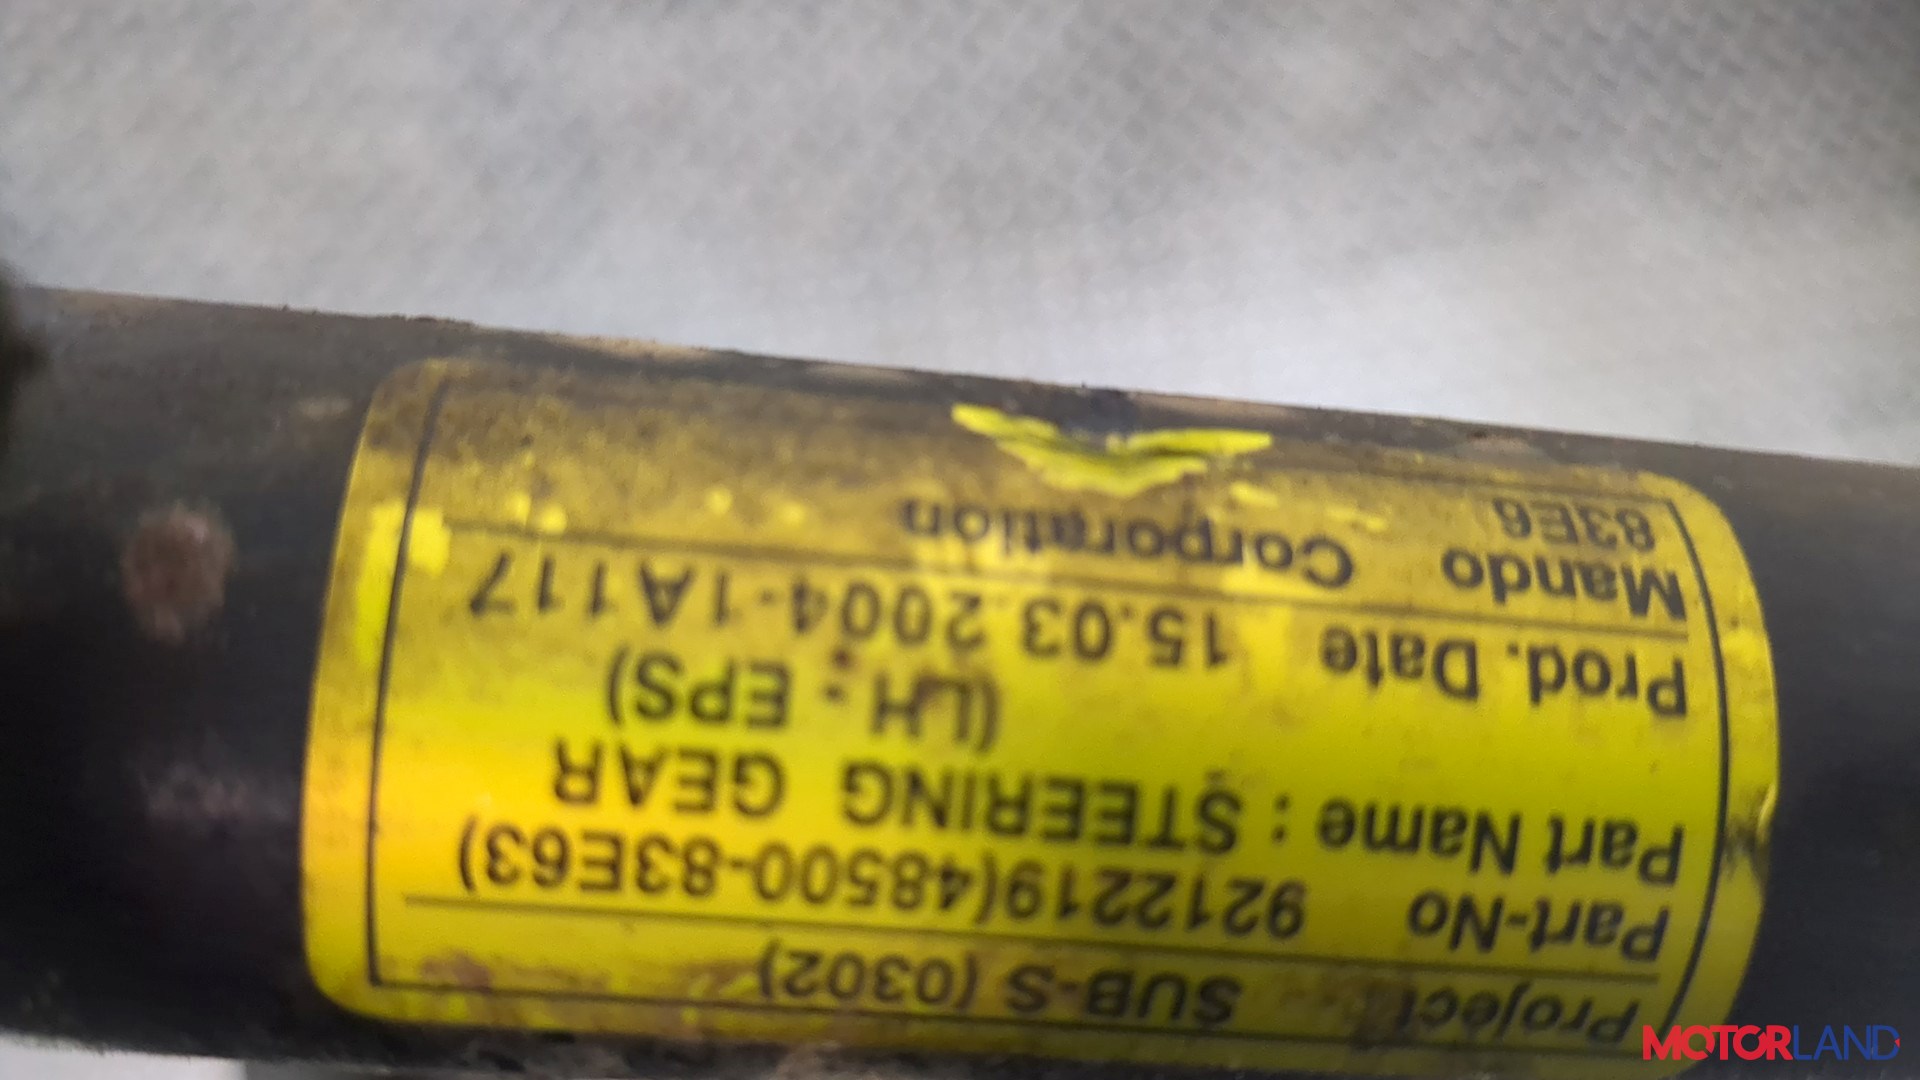 Project SUB-S (0302)
Part-No 9212219(48500-83E63)
Part Name : STEERING GEAR
(LH . EPS)
Prod. Date 15.03.2004-1A117
Mando Corporation
83E6
MOTORLAND